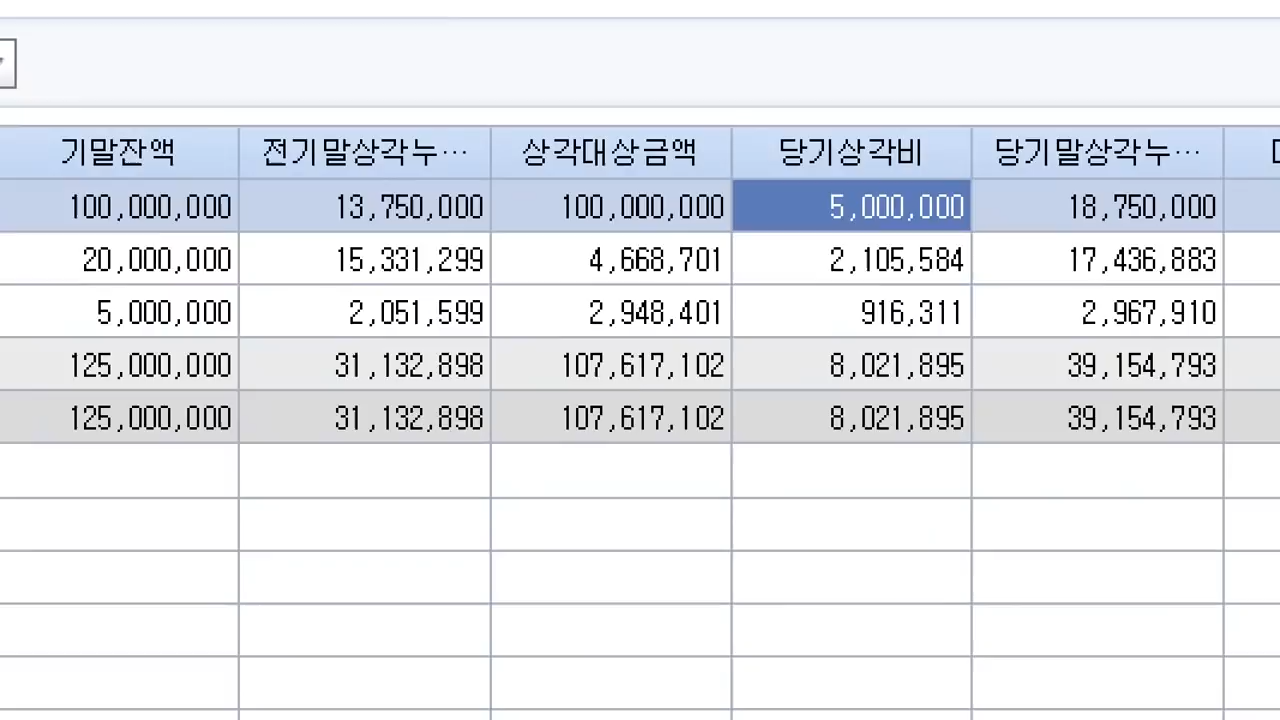 기말잔액 전기말상각누… 상각대상금액 당기상각비 당기말상각누…
100,000,000 13,750,000 100,000,000 5,000,000 18,750,000
20,000,000 15,331,299 4,668,701 2,105,584 17,436,883
5,000,000 2,051,599 2,948,401 916,311 2,967,910
125,000,000 31,132,898 107,617,102 8,021,895 39,154,793
125,000,000 31,132,898 107,617,102 8,021,895 39,154,793